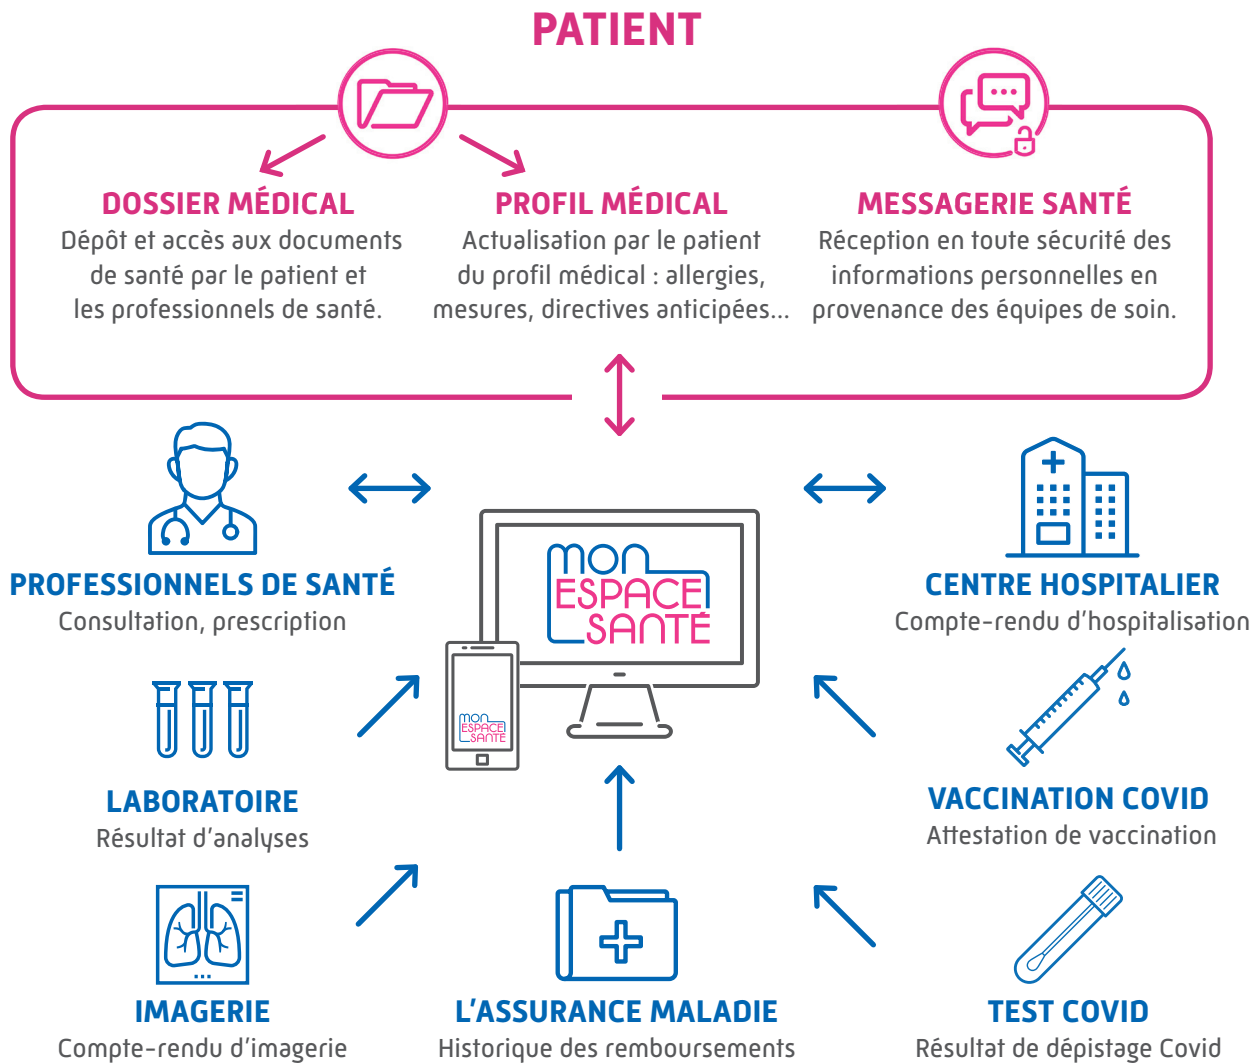 PATIENT
DOSSIER MÉDICAL
Dépôt et accès aux documents
de santé par le patient et
les professionnels de santé.
PROFIL MÉDICAL
Actualisation par le patient
du profil médical : allergies,
mesures, directives anticipées...
MESSAGERIE SANTÉ
Réception en toute sécurité des
informations personnelles en
provenance des équipes de soin.
PROFESSIONNELS DE SANTÉ
Consultation, prescription
mon
ESPACE
SANTÉ
mon
ESPACE
SANTÉ
CENTRE HOSPITALIER
Compte-rendu d'hospitalisation
LABORATOIRE
Résultat d'analyses
VACCINATION COVID
Attestation de vaccination
IMAGERIE
Compte-rendu d'imagerie
L'ASSURANCE MALADIE
Historique des remboursements
TEST COVID
Résultat de dépistage Covid